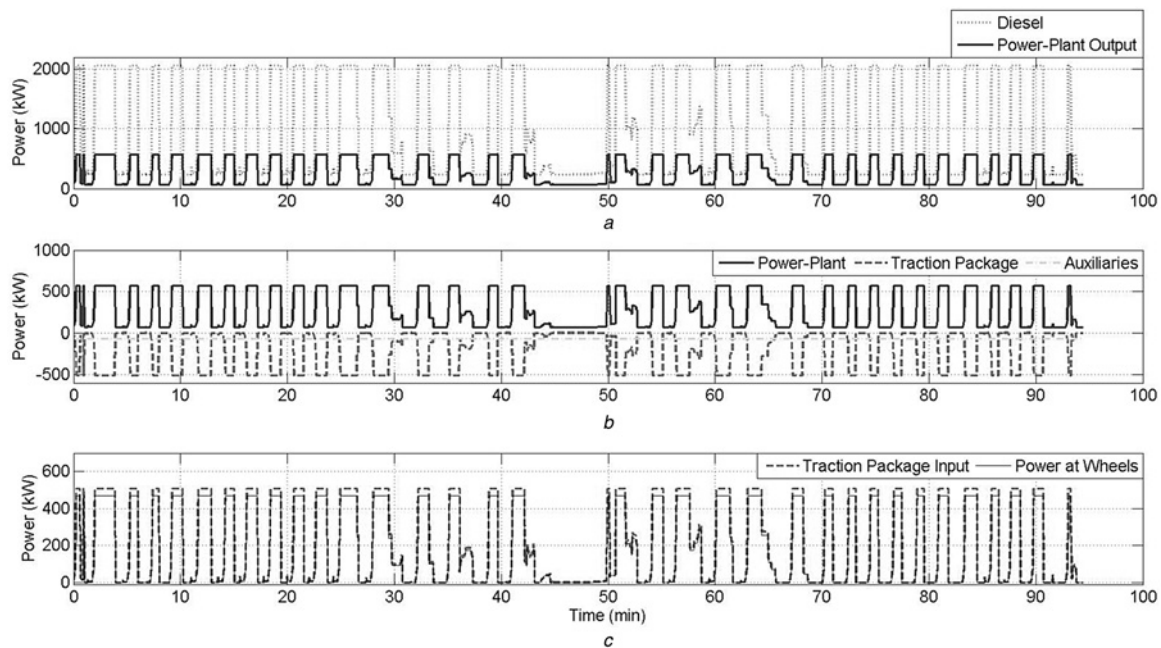 Diesel
Power-Plant Output
Power (kW)
2000
1000
0
0 10 20 30 40 50 60 70 80 90 100
a
Power-Plant Traction Package Auxiliaries
Power (kW)
1000
500
0
-500
0 10 20 30 40 50 60 70 80 90 100
b
Traction Package Input Power at Wheels
Power (kW)
600
400
200
0
0 10 20 30 40 50 60 70 80 90 100
Time (min)
c